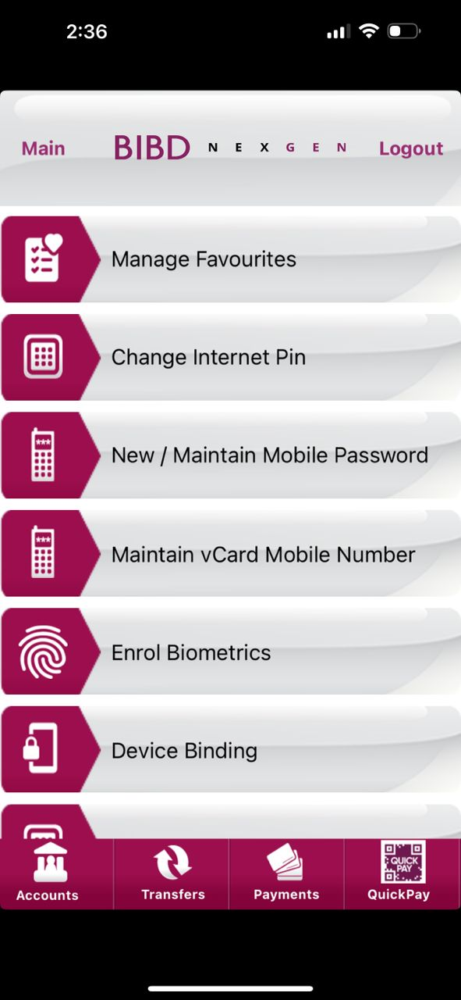 2:36
Main BIBD NEXGEN Logout
Manage Favourites
Change Internet Pin
New / Maintain Mobile Password
Maintain vCard Mobile Number
Enrol Biometrics
Device Binding
QUICK
PAY
Accounts Transfers Payments QuickPay